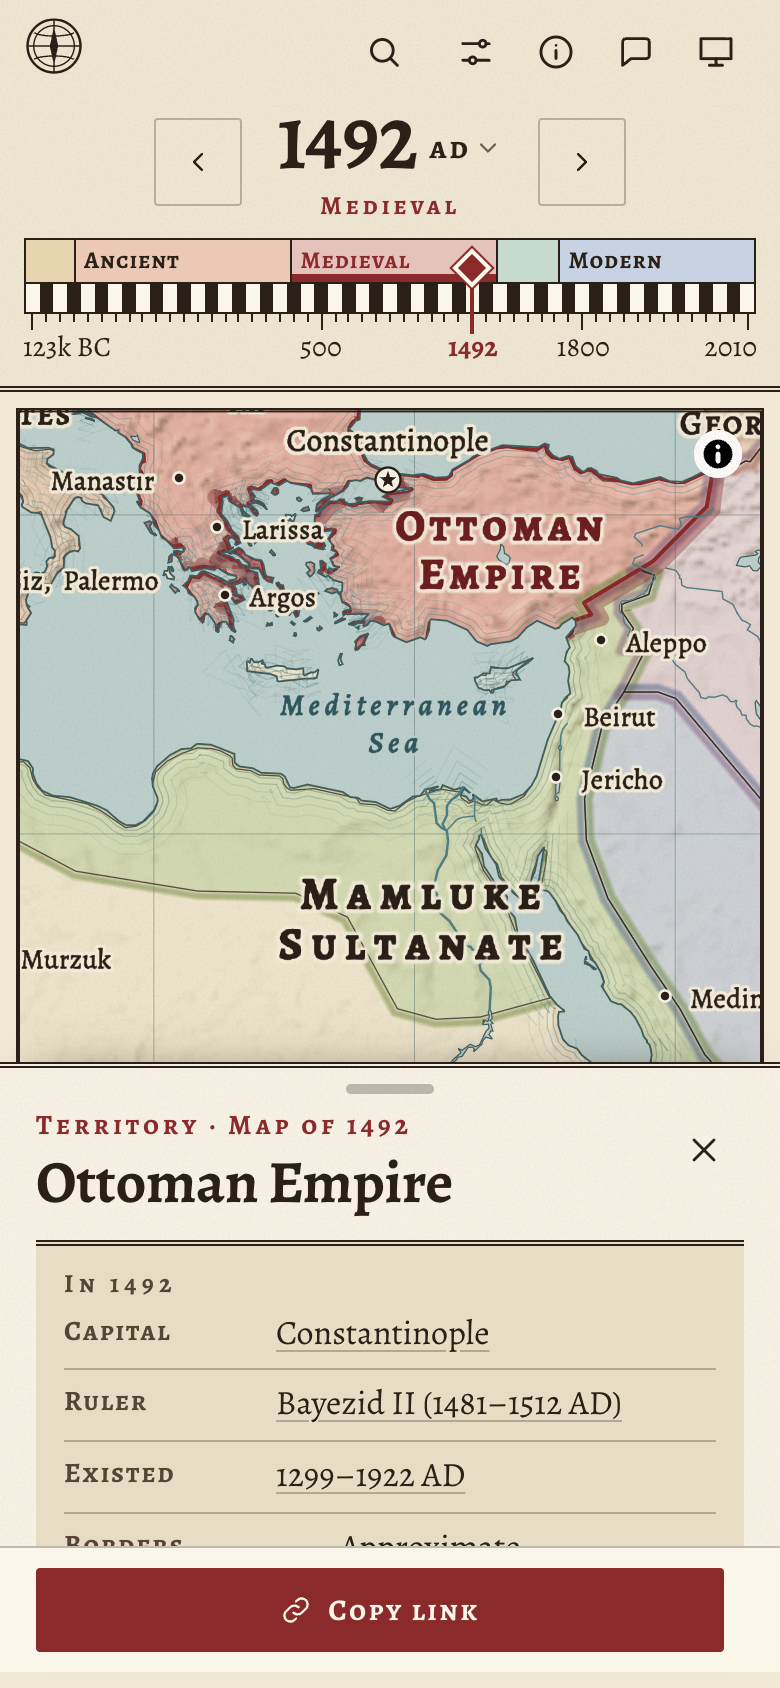 1492 AD
MEDIEVAL
ANCIENT
MEDIEVAL
MODERN
123k BC
500
1492
1800
2010
Constantinople
Manastır
Larissa
OTTOMAN
EMPIRE
Palermo
Argos
Aleppo
Mediterranean
Sea
Beirut
Jericho
MAMLUKE
SULTANATE
Murzuk
TERRITORY · MAP OF 1492
Ottoman Empire
IN 1492
CAPITAL Constantinople
RULER Bayezid II (1481–1512 AD)
EXISTED 1299–1922 AD
BORDERS Approximate
COPY LINK